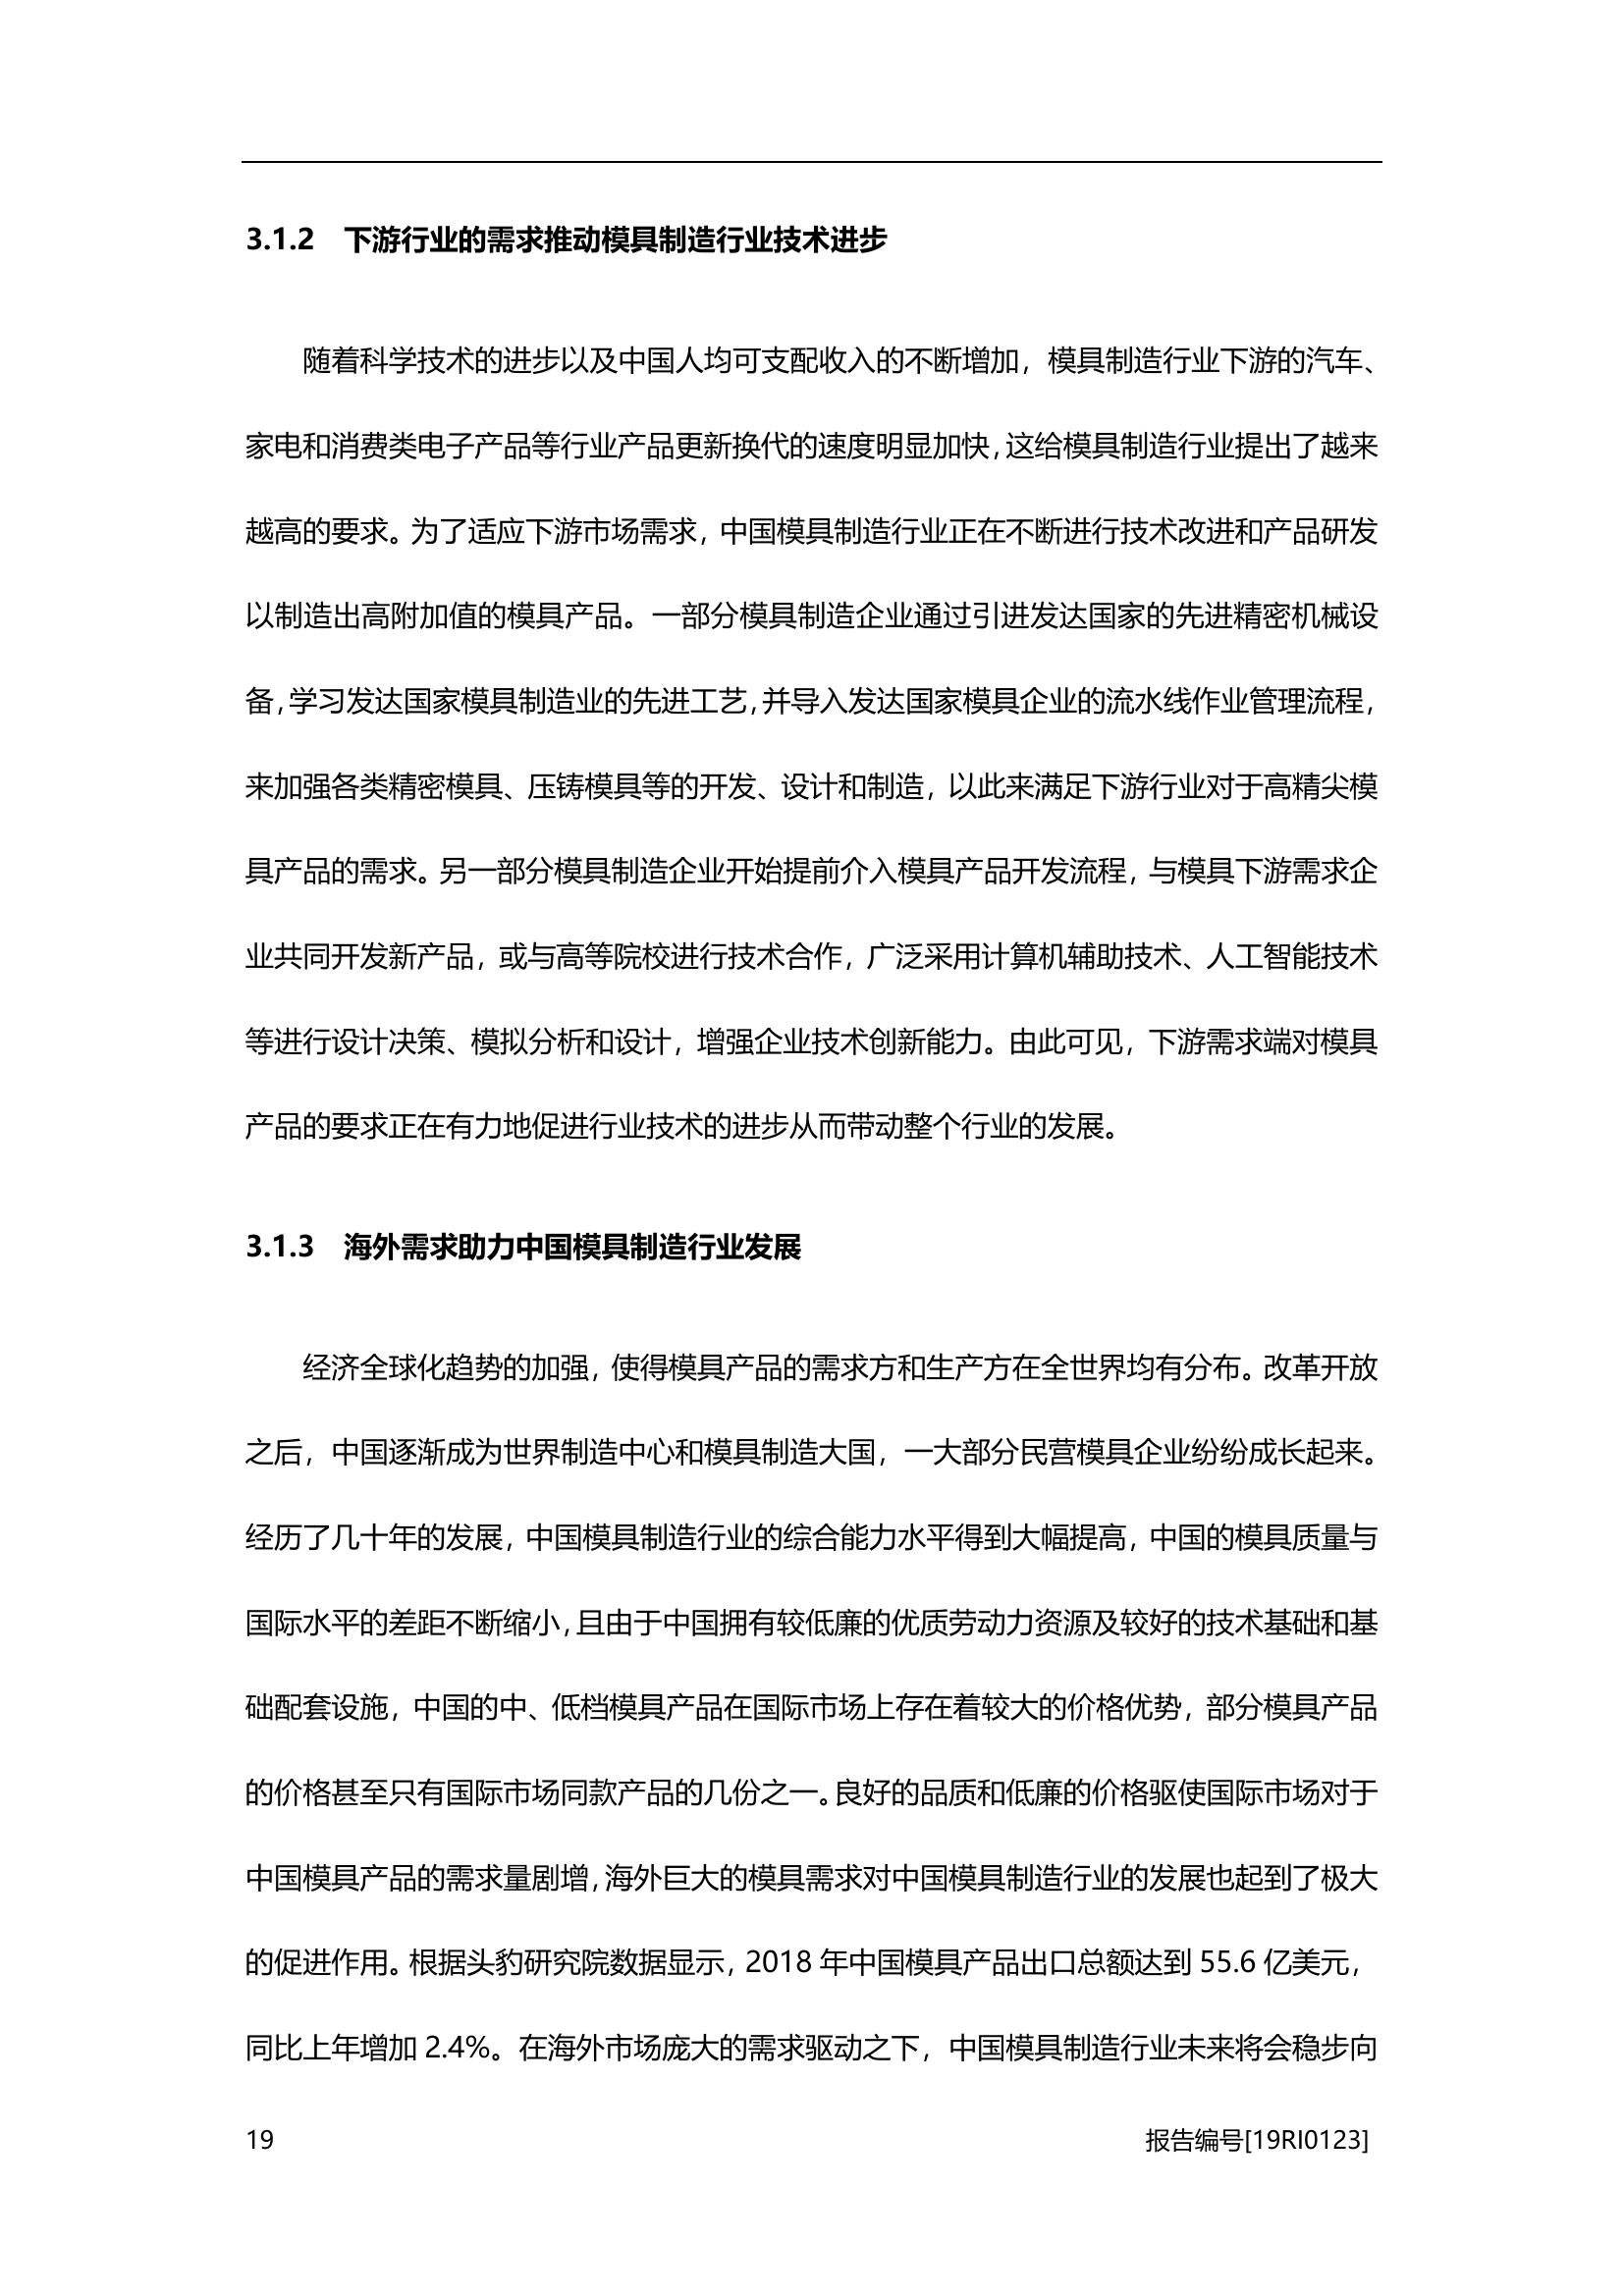 3.1.2 下游行业的需求推动模具制造行业技术进步
随着科学技术的进步以及中国人均可支配收入的不断增加，模具制造行业下游的汽车、
家电和消费类电子产品等行业产品更新换代的速度明显加快，这给模具制造行业提出了越来
越高的要求。为了适应下游市场需求，中国模具制造行业正在不断进行技术改进和产品研发
以制造出高附加值的模具产品。一部分模具制造企业通过引进发达国家的先进精密机械设
备，学习发达国家模具制造业的先进工艺，并导入发达国家模具企业的流水线作业管理流程，
来加强各类精密模具、压铸模具等的开发、设计和制造，以此来满足下游行业对于高精尖模
具产品的需求。另一部分模具制造企业开始提前介入模具产品开发流程，与模具下游需求企
业共同开发新产品，或与高等院校进行技术合作，广泛采用计算机辅助技术、人工智能技术
等进行设计决策、模拟分析和设计，增强企业技术创新能力。由此可见，下游需求端对模具
产品的要求正在有力地促进行业技术的进步从而带动整个行业的发展。
3.1.3 海外需求助力中国模具制造行业发展
经济全球化趋势的加强，使得模具产品的需求方和生产方在全世界均有分布。改革开放
之后，中国逐渐成为世界制造中心和模具制造大国，一大部分民营模具企业纷纷成长起来。
经历了几十年的发展，中国模具制造行业的综合能力水平得到大幅提高，中国的模具质量与
国际水平的差距不断缩小，且由于中国拥有较低廉的优质劳动力资源及较好的技术基础和基
础配套设施，中国的中、低档模具产品在国际市场上存在着较大的价格优势，部分模具产品
的价格甚至只有国际市场同款产品的几份之一。良好的品质和低廉的价格驱使国际市场对于
中国模具产品的需求量剧增，海外巨大的模具需求对中国模具制造行业的发展也起到了极大
的促进作用。根据头豹研究院数据显示，2018 年中国模具产品出口总额达到 55.6 亿美元，
同比上年增加 2.4%。在海外市场庞大的需求驱动之下，中国模具制造行业未来将会稳步向
19 报告编号[19RI0123]